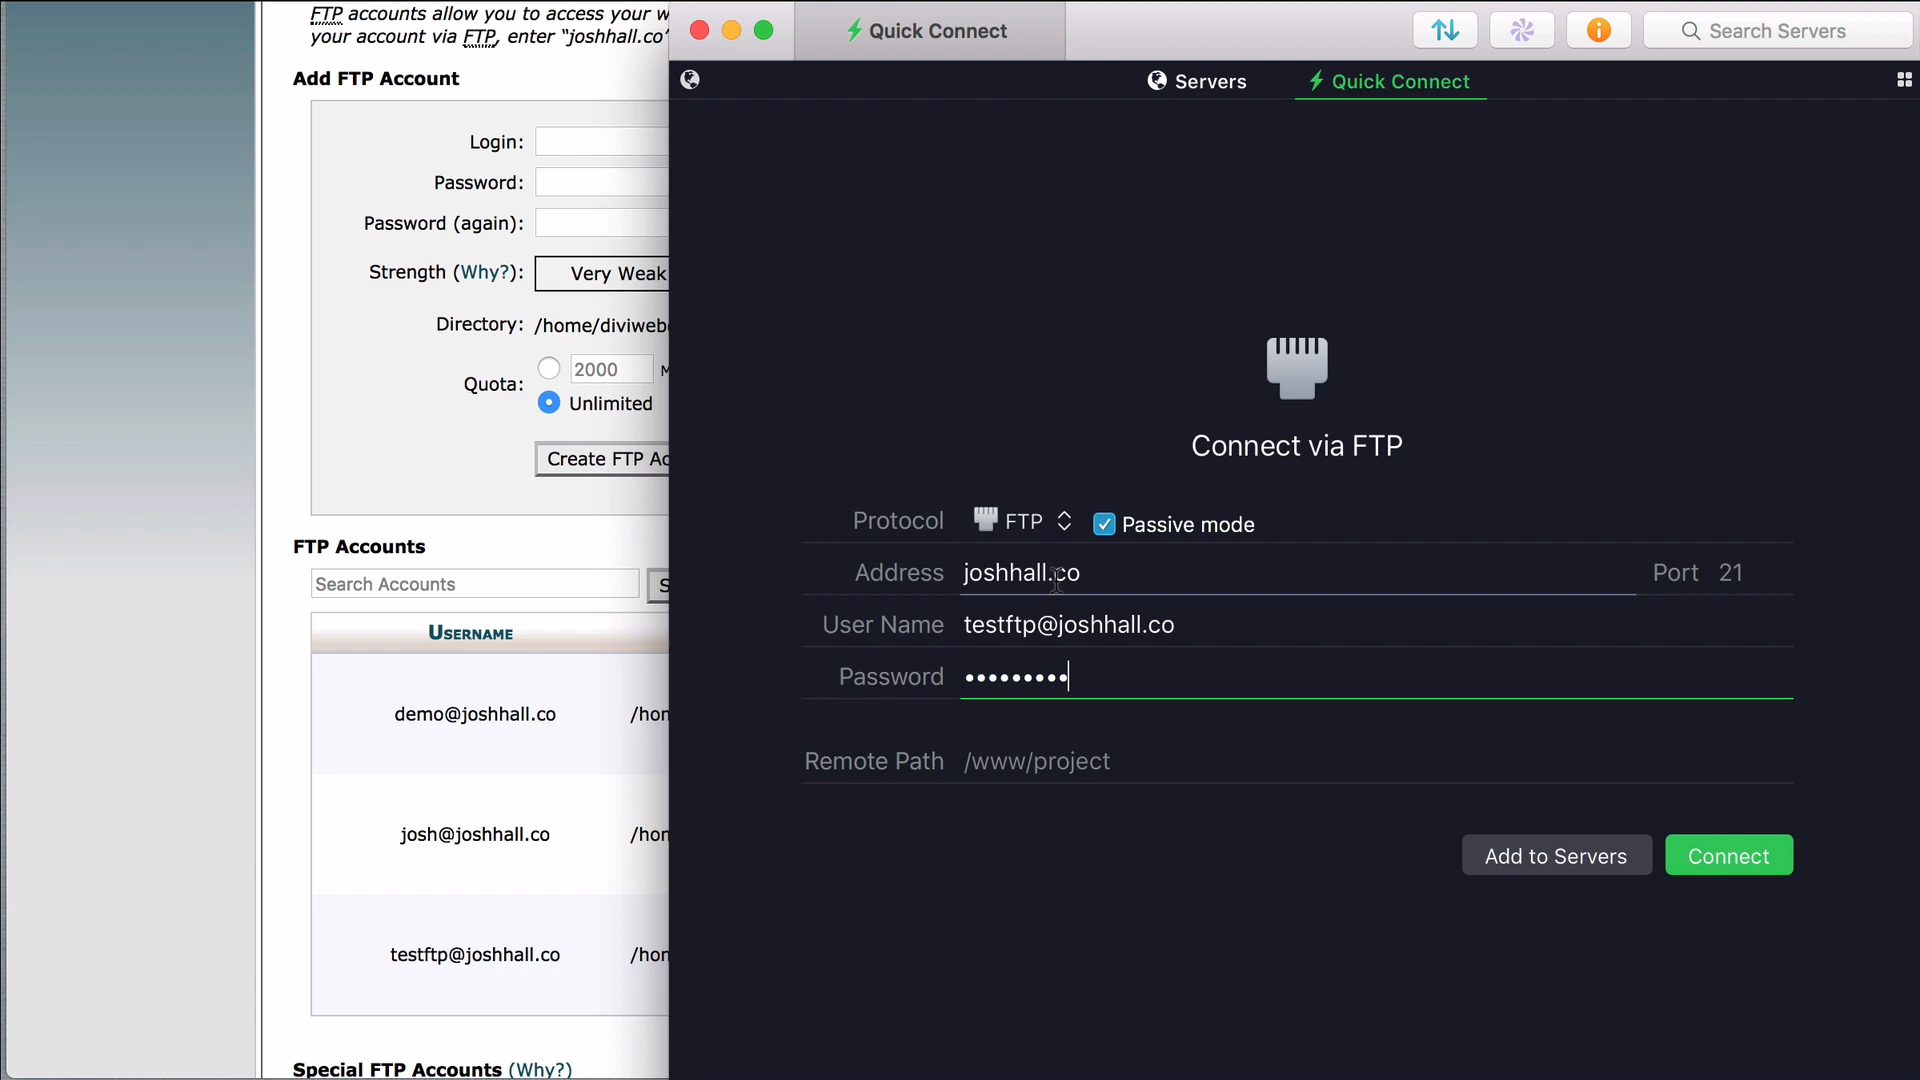 FTP accounts allow you to access your w
your account via FTP, enter “joshhall.co”
Add FTP Account
Login:
Password:
Password (again):
Strength (Why?):
Very Weak
Directory:
/home/diviweb
Quota:
2000
Unlimited
Create FTP Ac
FTP Accounts
Search Accounts
S
USERNAME
demo@joshhall.co
/hon
josh@joshhall.co
/hon
testftp@joshhall.co
/hon
Special FTP Accounts (Why?)
Quick Connect
Search Servers
Servers
Quick Connect
Connect via FTP
Protocol
FTP
Passive mode
Address
joshhall.co
Port
21
User Name
testftp@joshhall.co
Password
•••••••••
Remote Path
/www/project
Add to Servers
Connect